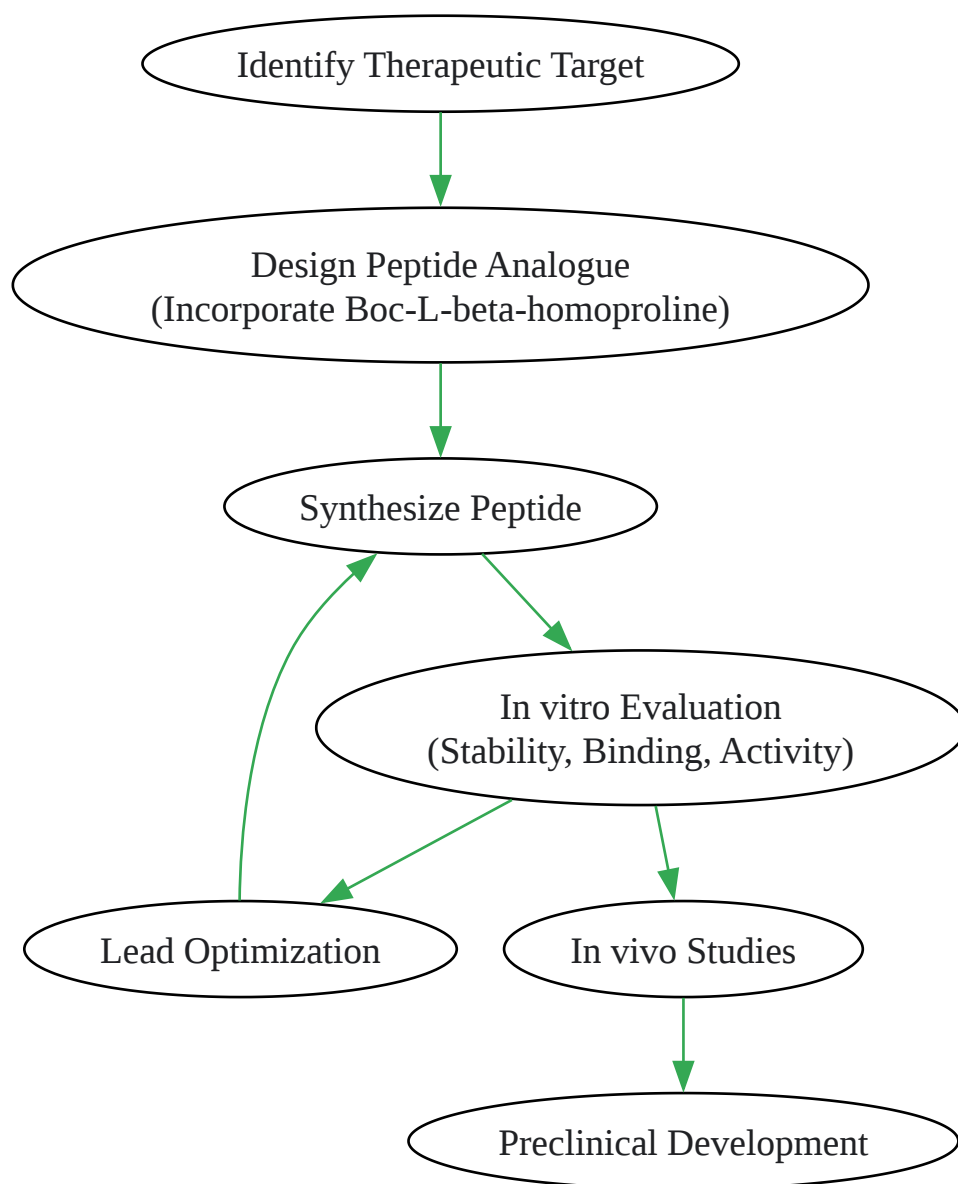 Identify Therapeutic Target
Design Peptide Analogue
(Incorporate Boc-L-beta-homoproline)
Synthesize Peptide
In vitro Evaluation
(Stability, Binding, Activity)
Lead Optimization
In vivo Studies
Preclinical Development